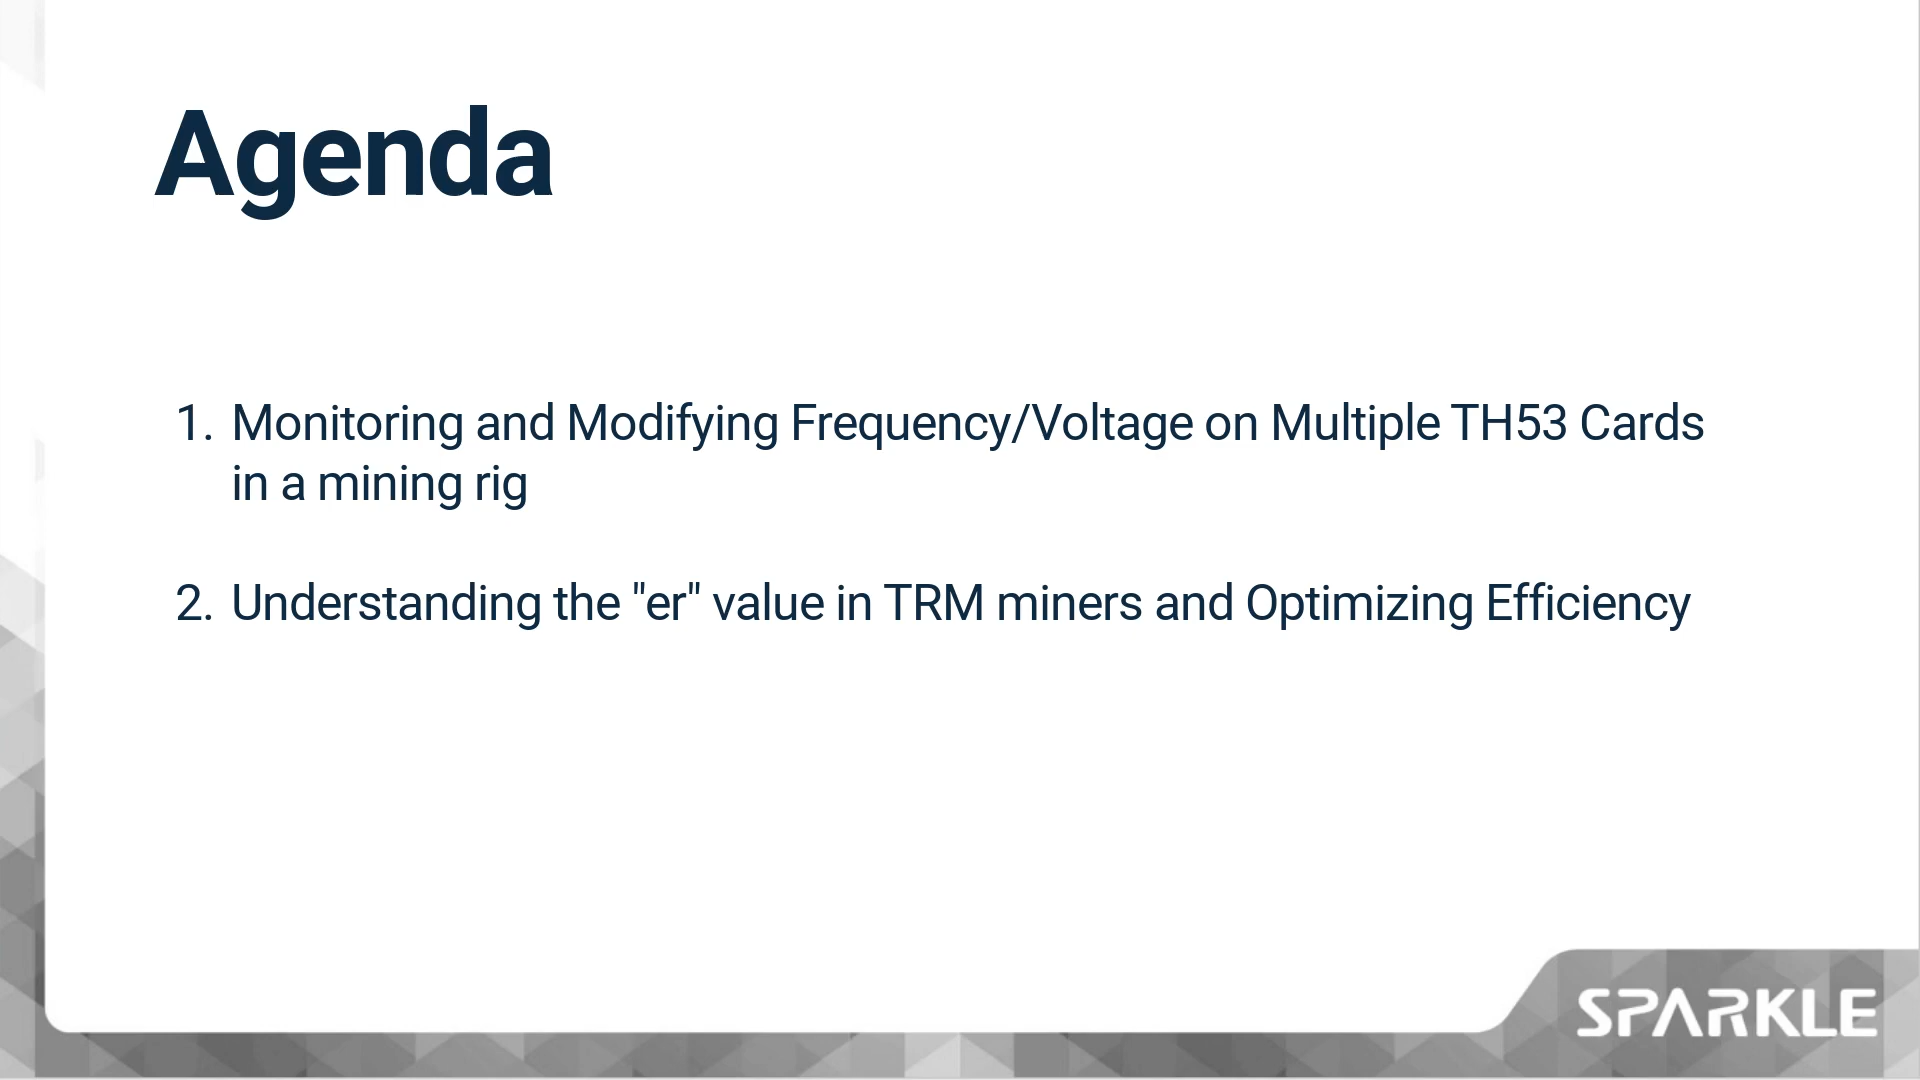 Agenda
1. Monitoring and Modifying Frequency/Voltage on Multiple TH53 Cards
in a mining rig
2. Understanding the "er" value in TRM miners and Optimizing Efficiency
SPARKLE